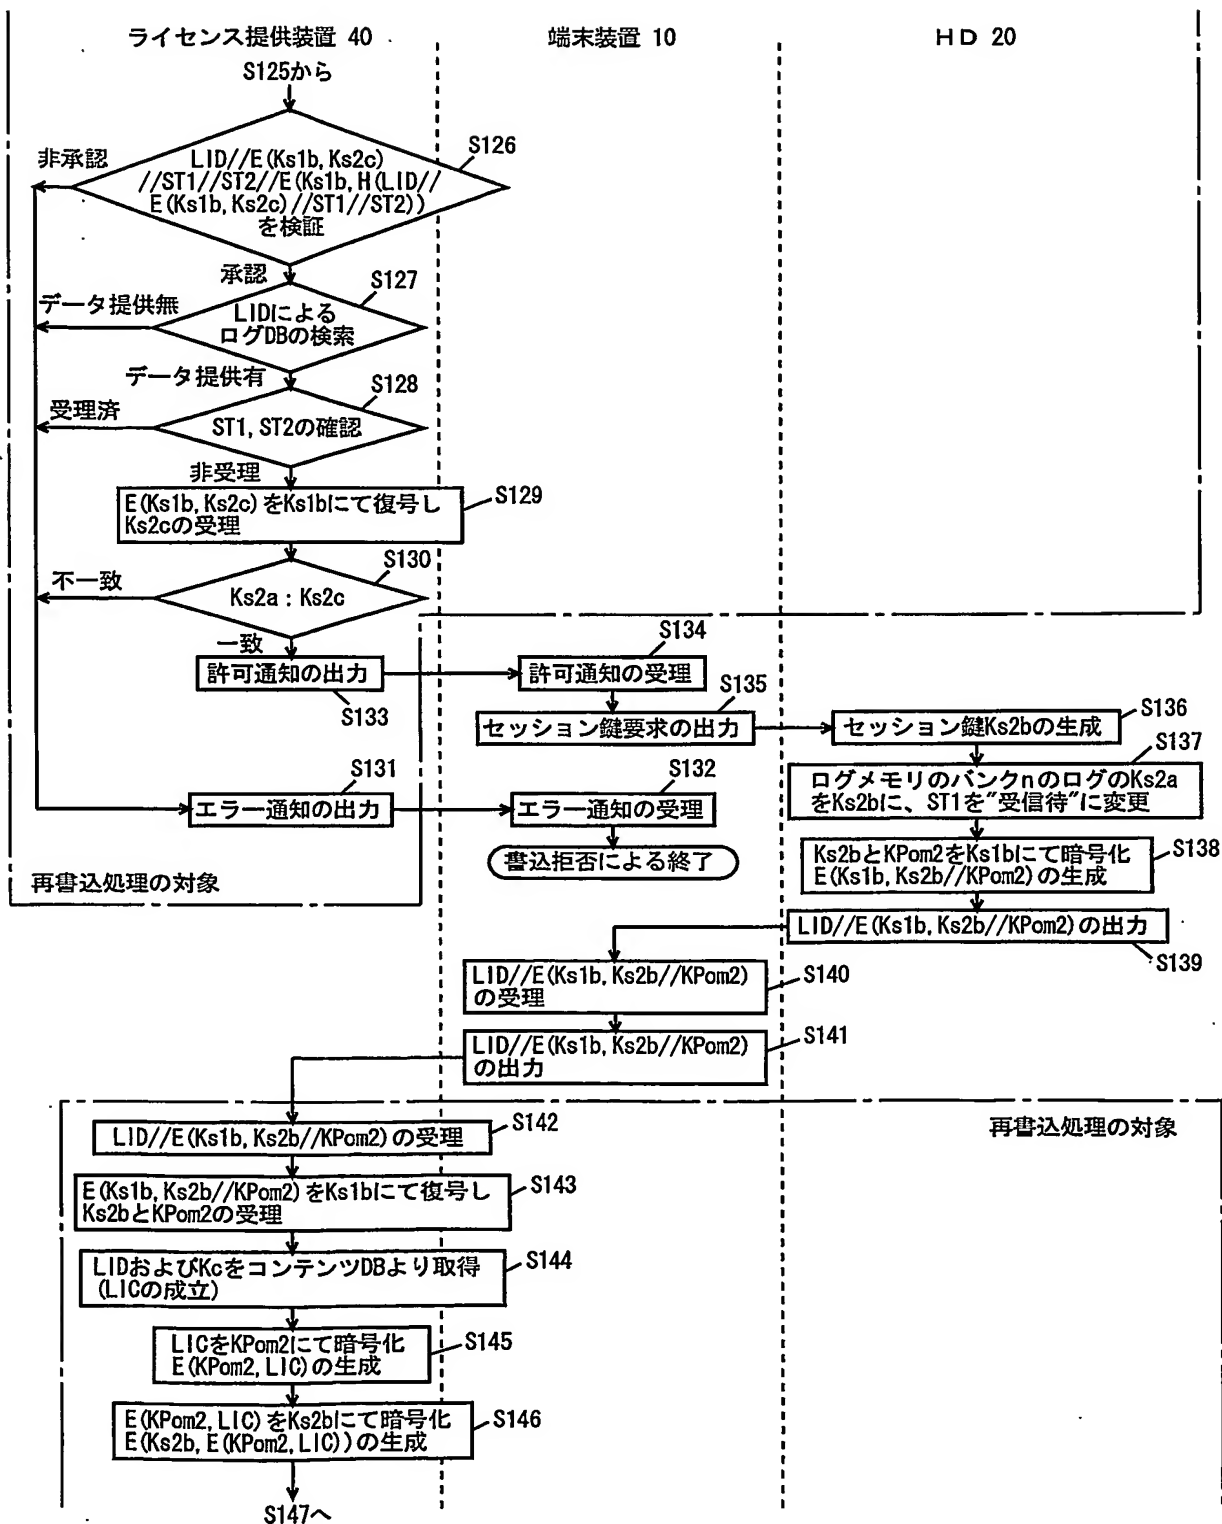 ライセンス提供装置 40
端末装置 10
HD 20
S125から
S126
非承認
LID//E(Ks1b, Ks2c)
//ST1//ST2//E(Ks1b, H(LID//
E(Ks1b, Ks2c)//ST1//ST2))
を検証
承認
S127
データ提供無
LIDによる
ログDBの検索
データ提供有
S128
受理済
ST1, ST2の確認
非受理
S129
E(Ks1b, Ks2c)をKs1bにて復号し
Ks2cの受理
S130
不一致
Ks2a : Ks2c
一致
S134
許可通知の出力
許可通知の受理
S133
S135
セッション鍵要求の出力
セッション鍵Ks2bの生成
S136
S137
ログメモリのバンクnのログのKs2a
をKs2bに、ST1を"受信待"に変更
S131
エラー通知の出力
S132
エラー通知の受理
書込拒否による終了
Ks2bとKPom2をKs1bにて暗号化
E(Ks1b, Ks2b//KPom2)の生成
S138
再書込処理の対象
LID//E(Ks1b, Ks2b//KPom2)の出力
S139
LID//E(Ks1b, Ks2b//KPom2)
の受理
S140
LID//E(Ks1b, Ks2b//KPom2)
の出力
S141
再書込処理の対象
LID//E(Ks1b, Ks2b//KPom2)の受理
S142
E(Ks1b, Ks2b//KPom2)をKs1bにて復号し
Ks2bとKPom2の受理
S143
LIDおよびKcをコンテンツDBより取得
(LICの成立)
S144
LICをKPom2にて暗号化
E(KPom2, LIC)の生成
S145
E(KPom2, LIC)をKs2bにて暗号化
E(Ks2b, E(KPom2, LIC))の生成
S146
S147へ